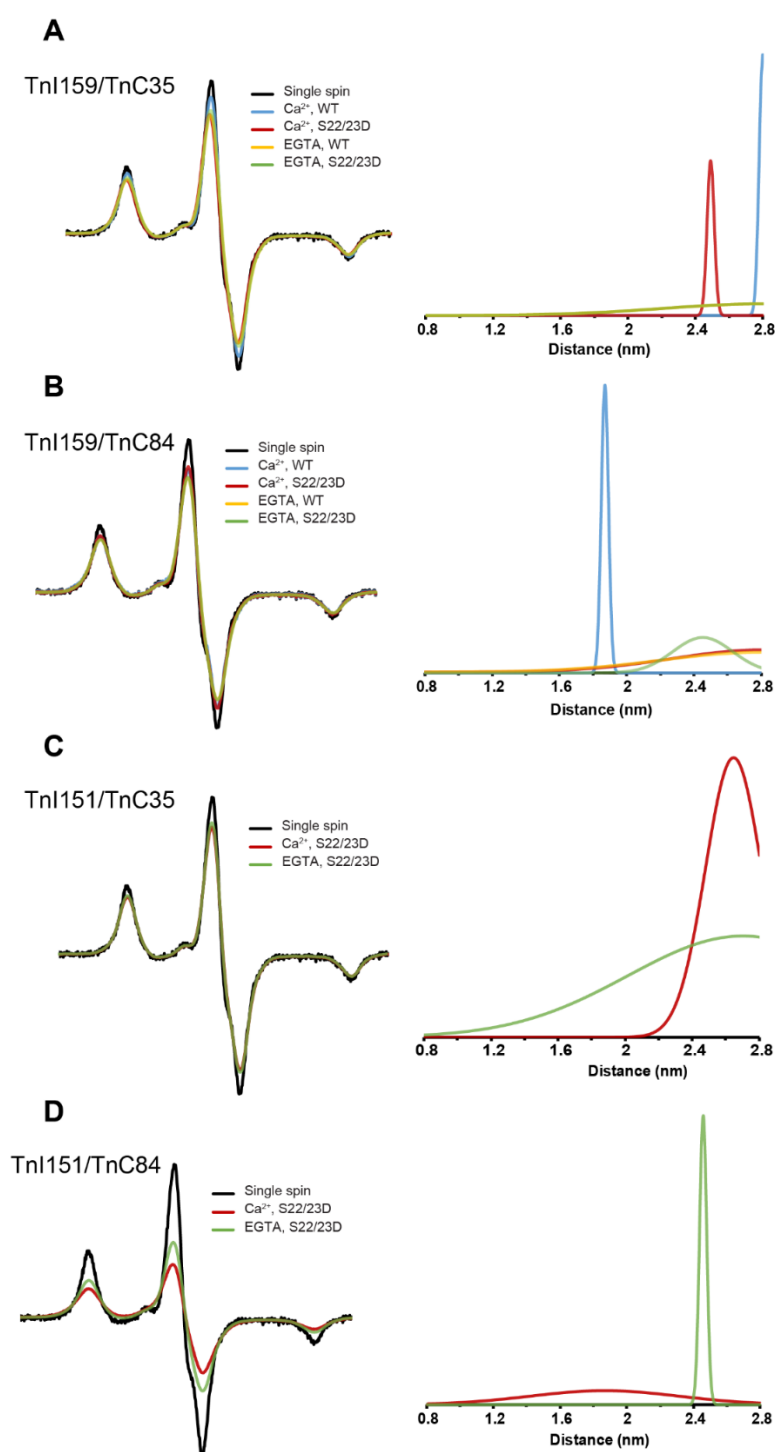 A
TnI159/TnC35
Single spin
Ca²⁺, WT
Ca²⁺, S22/23D
EGTA, WT
EGTA, S22/23D
0.8 1.2 1.6 2 2.4 2.8
Distance (nm)
B
TnI159/TnC84
Single spin
Ca²⁺, WT
Ca²⁺, S22/23D
EGTA, WT
EGTA, S22/23D
0.8 1.2 1.6 2 2.4 2.8
Distance (nm)
C
TnI151/TnC35
Single spin
Ca²⁺, S22/23D
EGTA, S22/23D
0.8 1.2 1.6 2 2.4 2.8
Distance (nm)
D
TnI151/TnC84
Single spin
Ca²⁺, S22/23D
EGTA, S22/23D
0.8 1.2 1.6 2 2.4 2.8
Distance (nm)